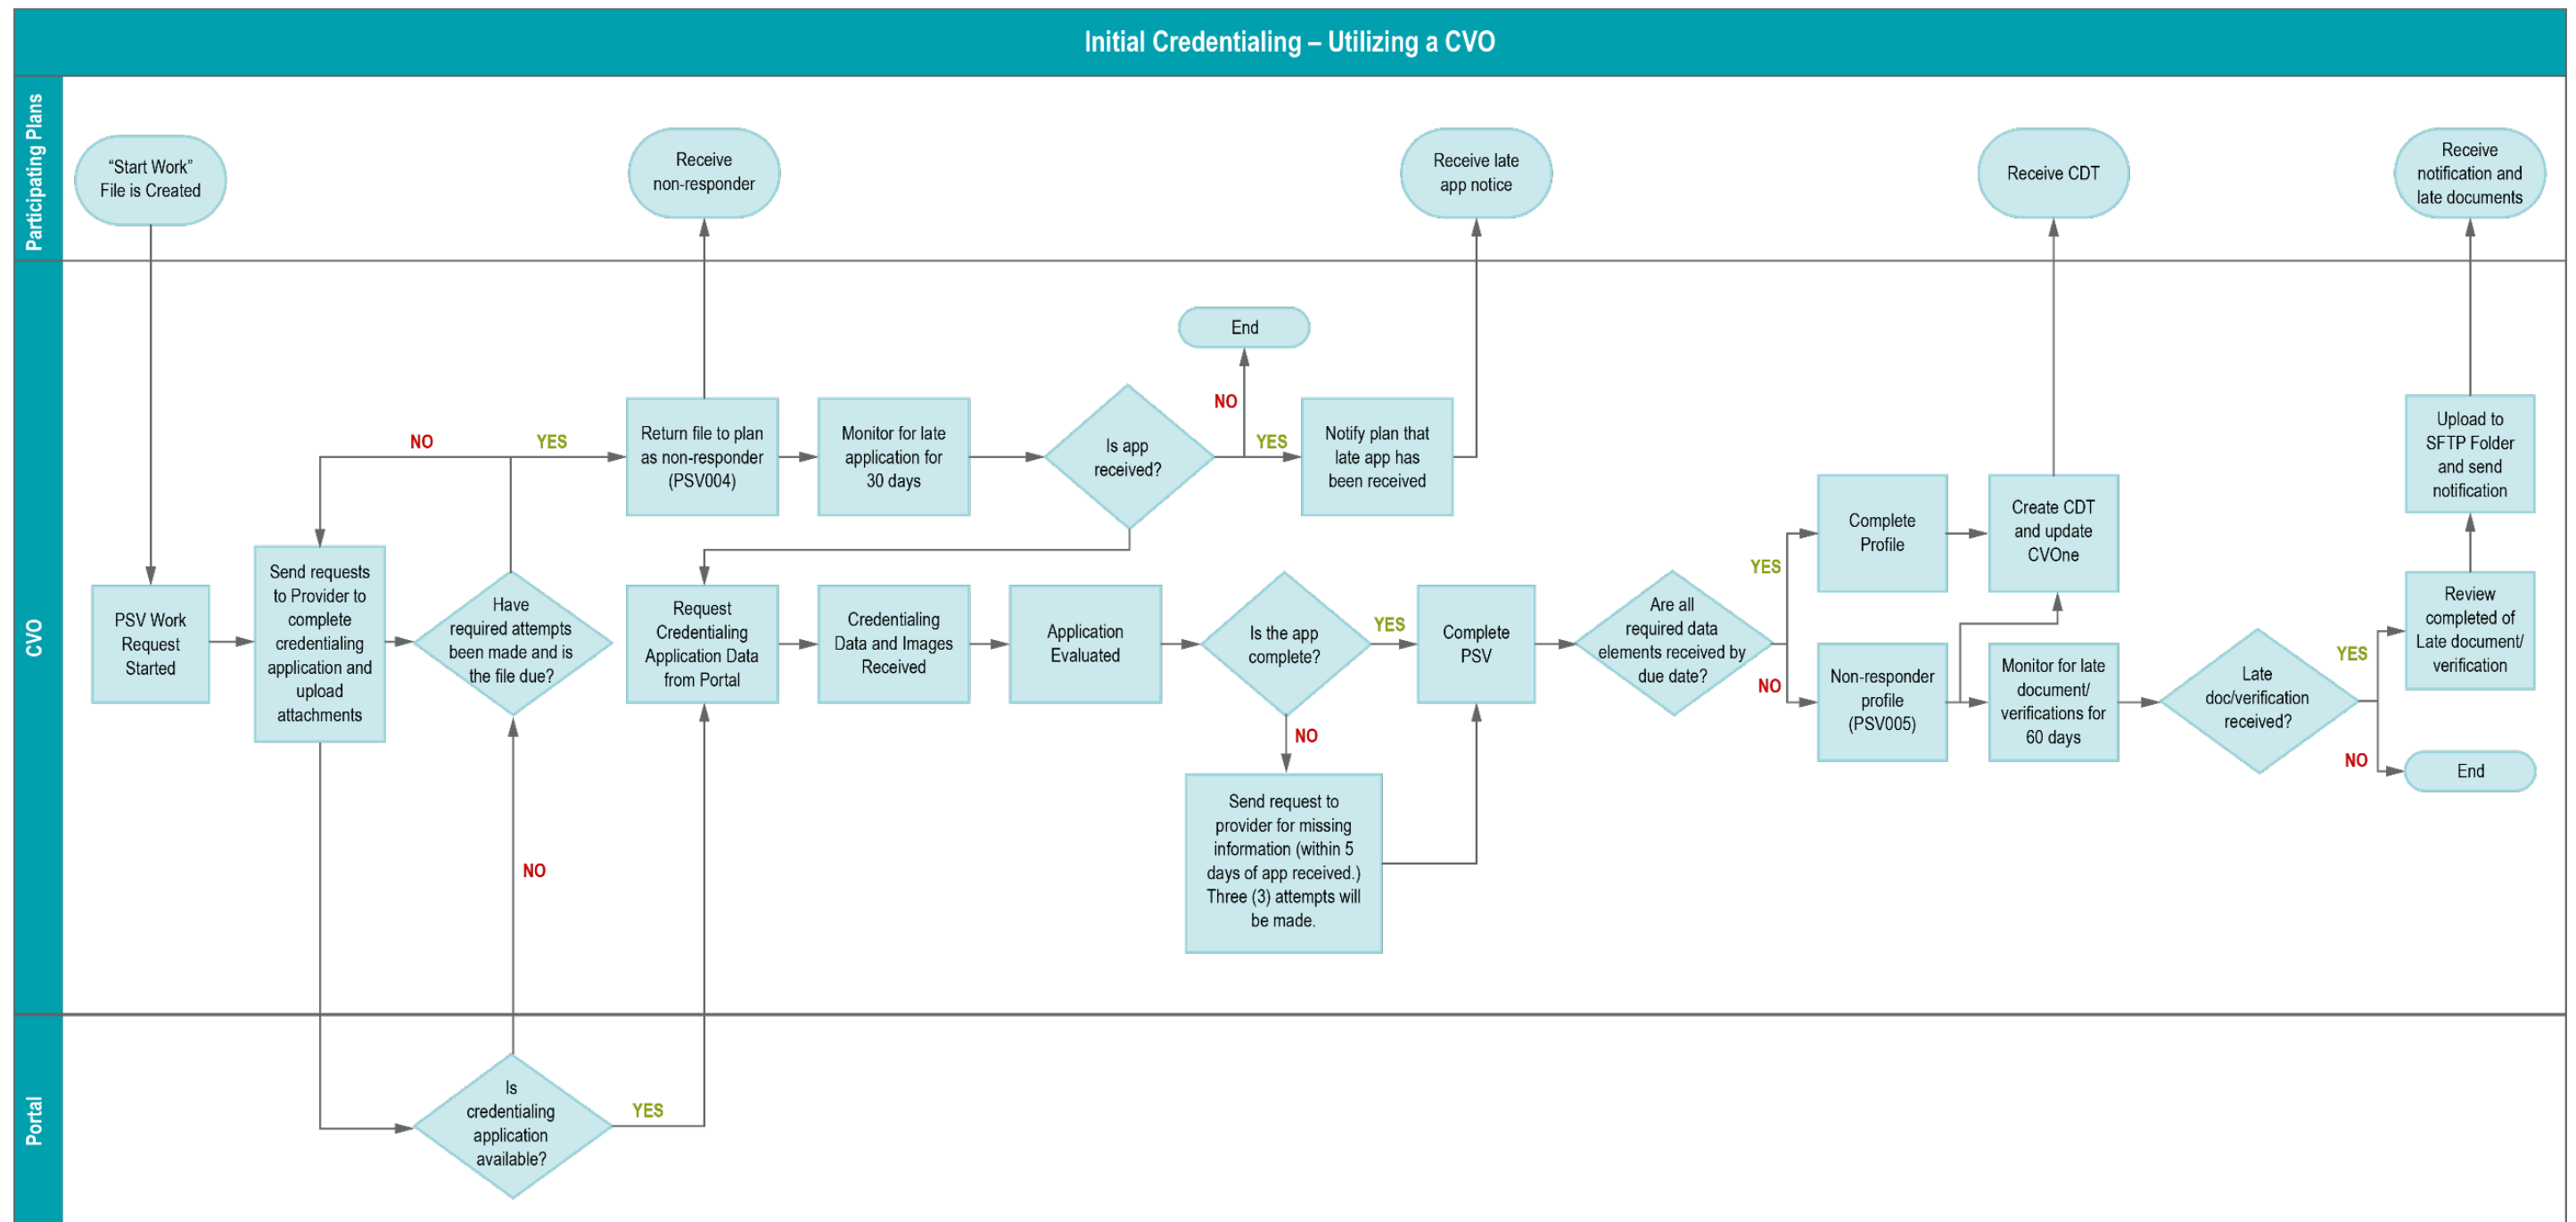 Initial Credentialing – Utilizing a CVO
Participating Plans
“Start Work”
File is Created
Receive
non-responder
Receive late
app notice
Receive CDT
Receive
notification and
late documents
CVO
End
NO
YES
Return file to plan
as non-responder
(PSV004)
Monitor for late
application for
30 days
Is app
received?
NO
YES
Notify plan that
late app has
been received
Upload to
SFTP Folder
and send
notification
PSV Work
Request
Started
Send requests
to Provider to
complete
credentialing
application and
upload
attachments
Have
required attempts
been made and is
the file due?
Request
Credentialing
Application Data
from Portal
Credentialing
Data and Images
Received
Application
Evaluated
Is the app
complete?
YES
Complete
PSV
Are all
required data
elements received by
due date?
YES
Complete
Profile
Create CDT
and update
CVOne
NO
Non-responder
profile
(PSV005)
Monitor for late
document/
verifications for
60 days
Late
doc/verification
received?
YES
Review
completed of
Late document/
verification
NO
End
NO
Send request to
provider for missing
information (within 5
days of app received.)
Three (3) attempts will
be made.
NO
Portal
Is
credentialing
application
available?
YES